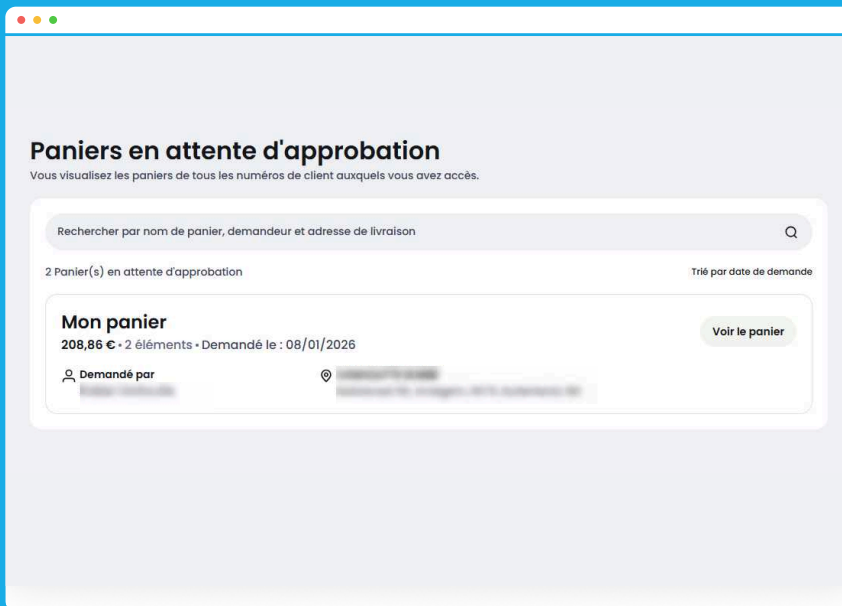 Paniers en attente d'approbation
Vous visualisez les paniers de tous les numéros de client auxquels vous avez accès.
Rechercher par nom de panier, demandeur et adresse de livraison
2 Panier(s) en attente d'approbation
Trié par date de demande
Mon panier
Voir le panier
208,86 € • 2 éléments • Demandé le : 08/01/2026
Demandé par